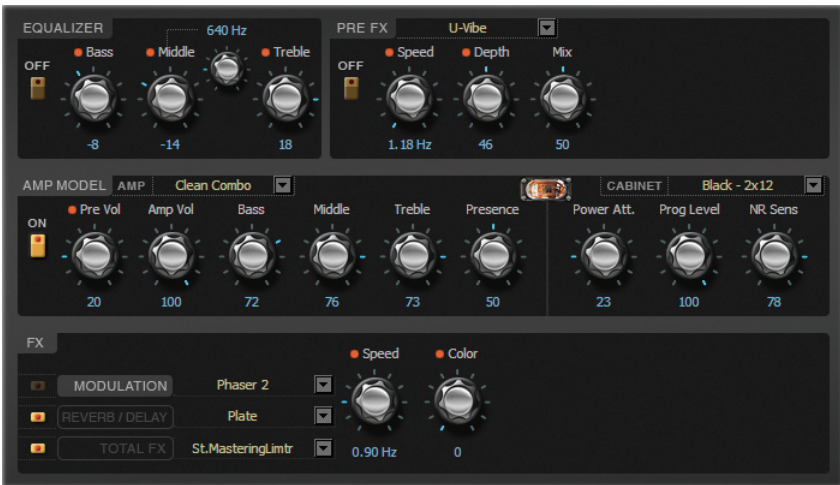 EQUALIZER 640 Hz
OFF Bass Middle Treble
-8 -14 18
PRE FX U-Vibe
OFF Speed Depth Mix
1.18 Hz 46 50
AMP MODEL AMP Clean Combo CABINET Black - 2x12
ON Pre Vol Amp Vol Bass Middle Treble Presence Power Att. Prog Level NR Sens
20 100 72 76 73 50 23 100 78
FX
Speed Color
MODULATION Phaser 2
REVERB / DELAY Plate
TOTAL FX St.MasteringLimtr
0.90 Hz 0